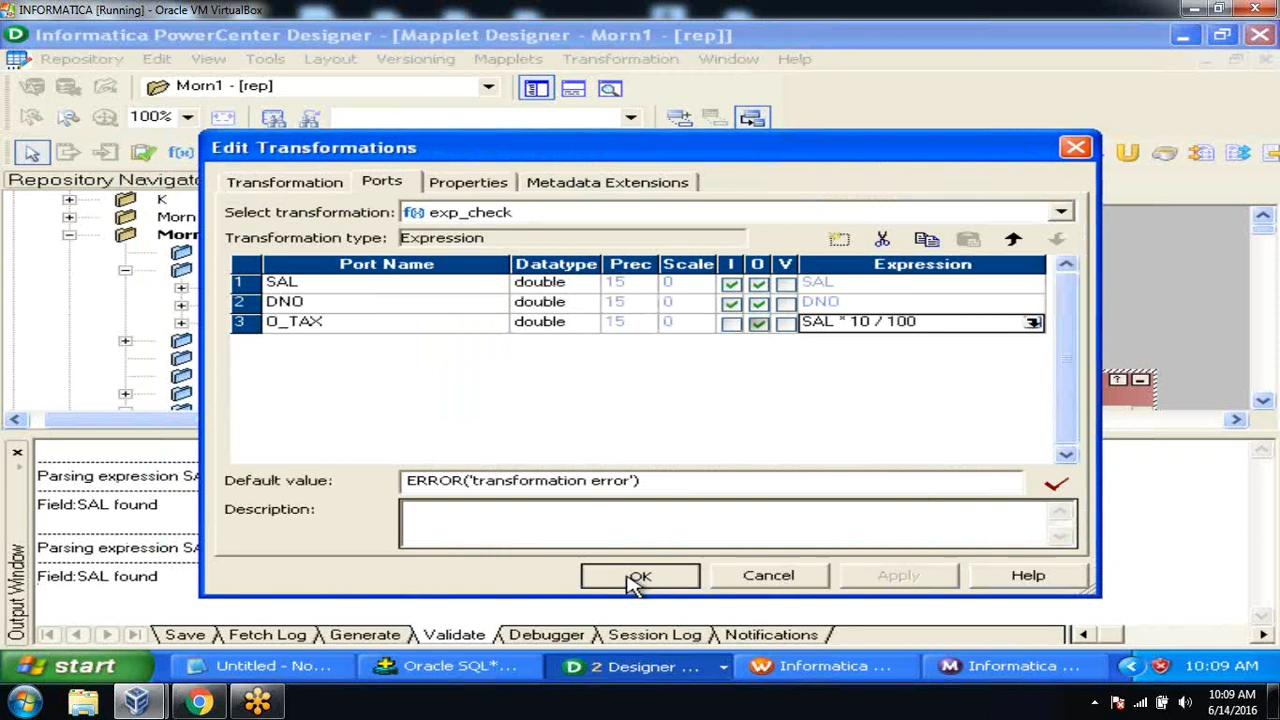 INFORMATICA [Running] - Oracle VM VirtualBox
Informatica PowerCenter Designer - [Mapplet Designer - Morn1 - [rep]]
Repository Edit View Tools Layout Versioning Mapplets Transformation Window Help
Morn1 - [rep]
100%
Repository Navigato
K
Morn
Morn
Edit Transformations
Transformation Ports Properties Metadata Extensions
Select transformation: f(x) exp_check
Transformation type: Expression
Port Name Datatype Prec Scale I O V Expression
1 SAL double 15 0 SAL
2 DNO double 15 0 DNO
3 O_TAX double 15 0 SAL * 10 / 100
Default value: ERROR('transformation error')
Description:
OK Cancel Apply Help
Parsing expression SA
Field:SAL found
Parsing expression SA
Field:SAL found
Output Window
Save Fetch Log Generate Validate Debugger Session Log Notifications
start Untitled - No... Oracle SQL*... 2 Designer ... Informatica ... Informatica ... 10:09 AM
10:09 AM
6/14/2016